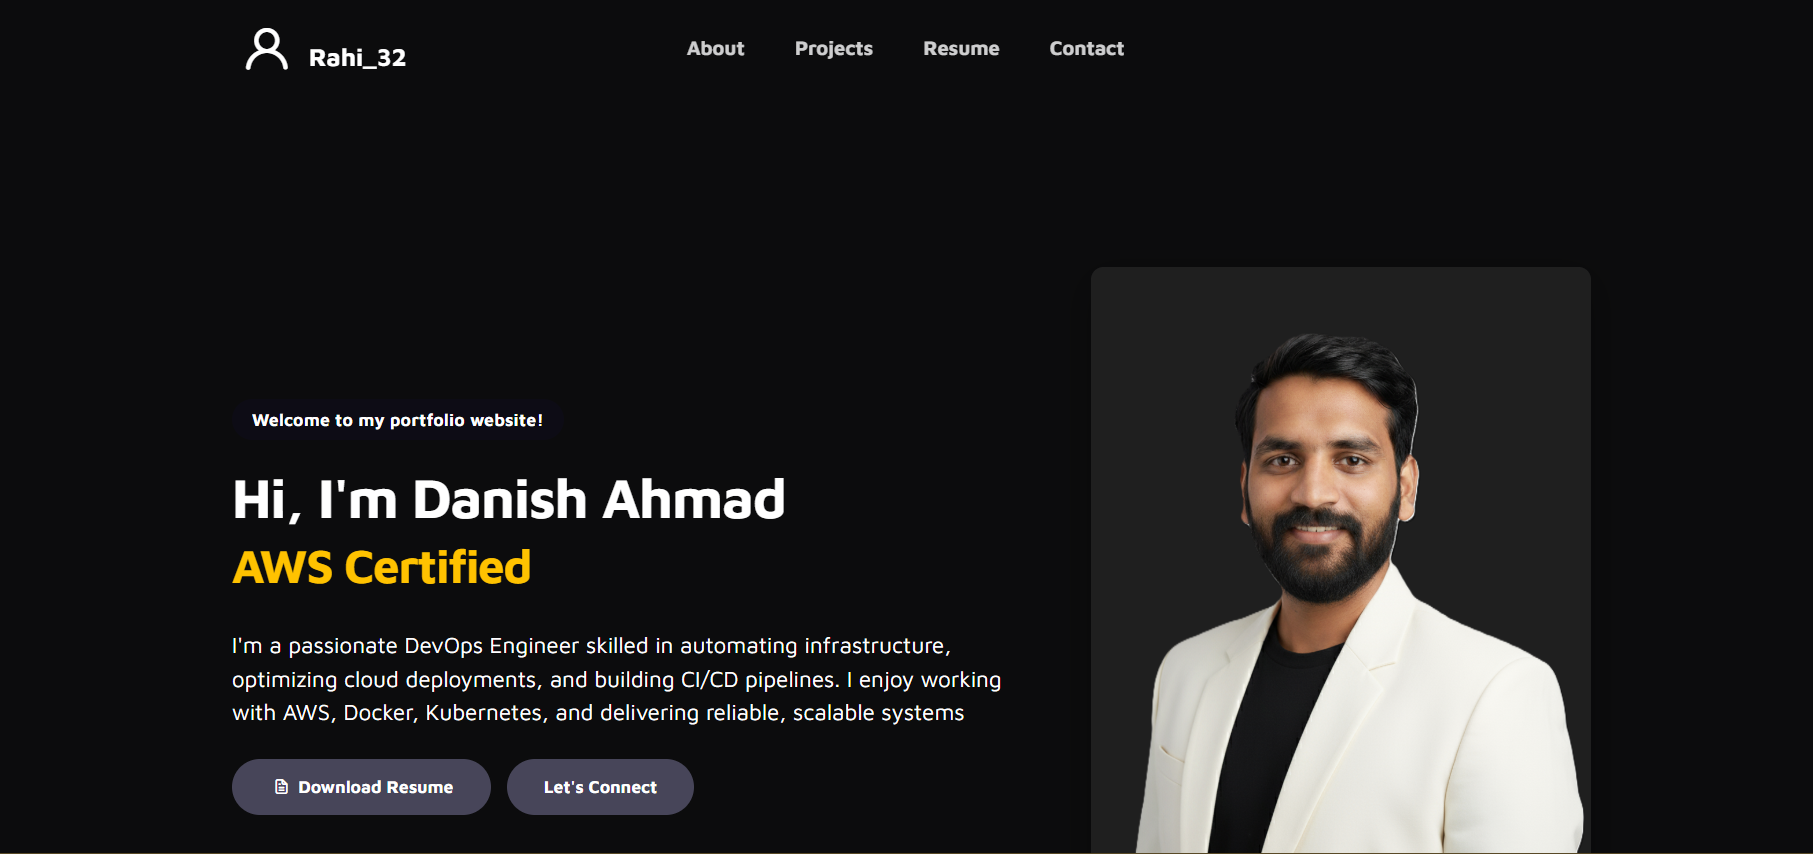 Rahi_32
About
Projects
Resume
Contact
Welcome to my portfolio website!
Hi, I'm Danish Ahmad
AWS Certified
I'm a passionate DevOps Engineer skilled in automating infrastructure,
optimizing cloud deployments, and building CI/CD pipelines. I enjoy working
with AWS, Docker, Kubernetes, and delivering reliable, scalable systems
Download Resume
Let's Connect